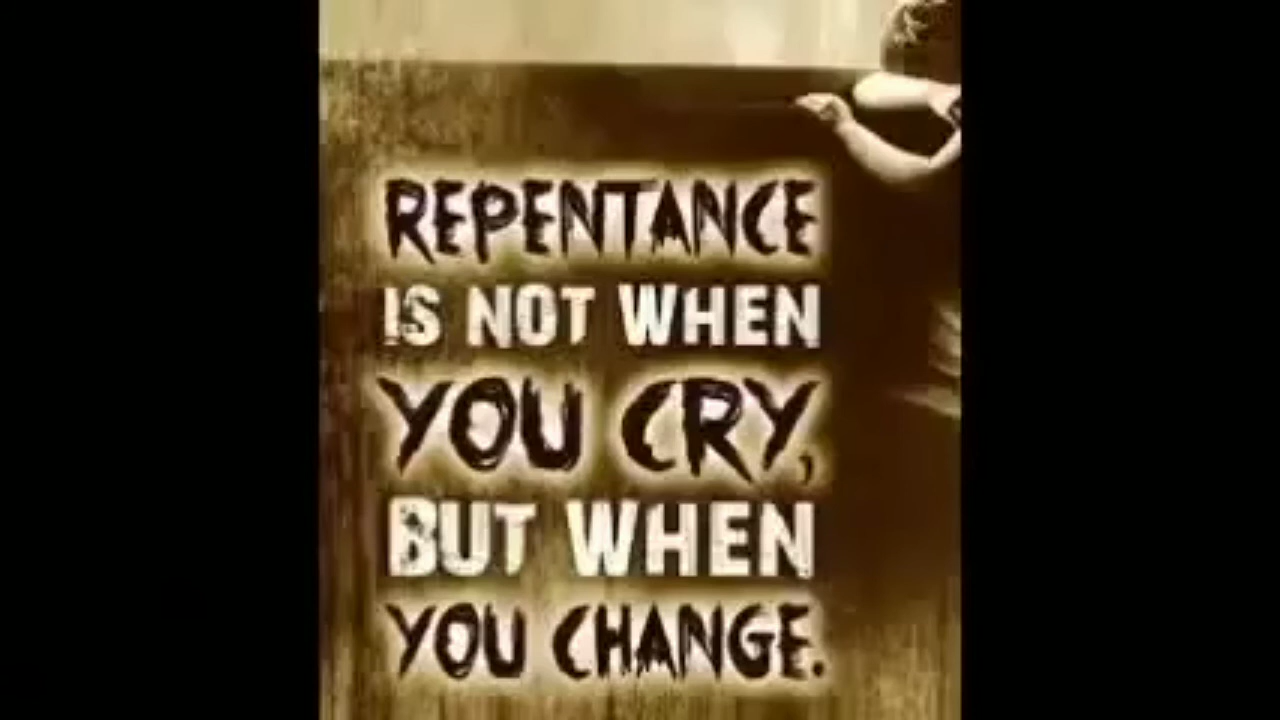 REPENTANCE
IS NOT WHEN
YOU CRY,
BUT WHEN
YOU CHANGE.